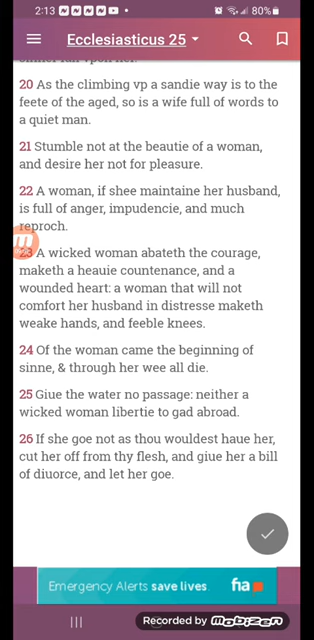 2:13
80%
Ecclesiasticus 25
20 As the climbing vp a sandie way is to the
feete of the aged, so is a wife full of words to
a quiet man.
21 Stumble not at the beautie of a woman,
and desire her not for pleasure.
22 A woman, if shee maintaine her husband,
is full of anger, impudencie, and much
reproch.
23 A wicked woman abateth the courage,
maketh a heauie countenance, and a
wounded heart: a woman that will not
comfort her husband in distresse maketh
weake hands, and feeble knees.
24 Of the woman came the beginning of
sinne, & through her wee all die.
25 Giue the water no passage: neither a
wicked woman libertie to gad abroad.
26 If she goe not as thou wouldest haue her,
cut her off from thy flesh, and giue her a bill
of diuorce, and let her goe.
Emergency Alerts save lives.
fia
Recorded by Mobizen